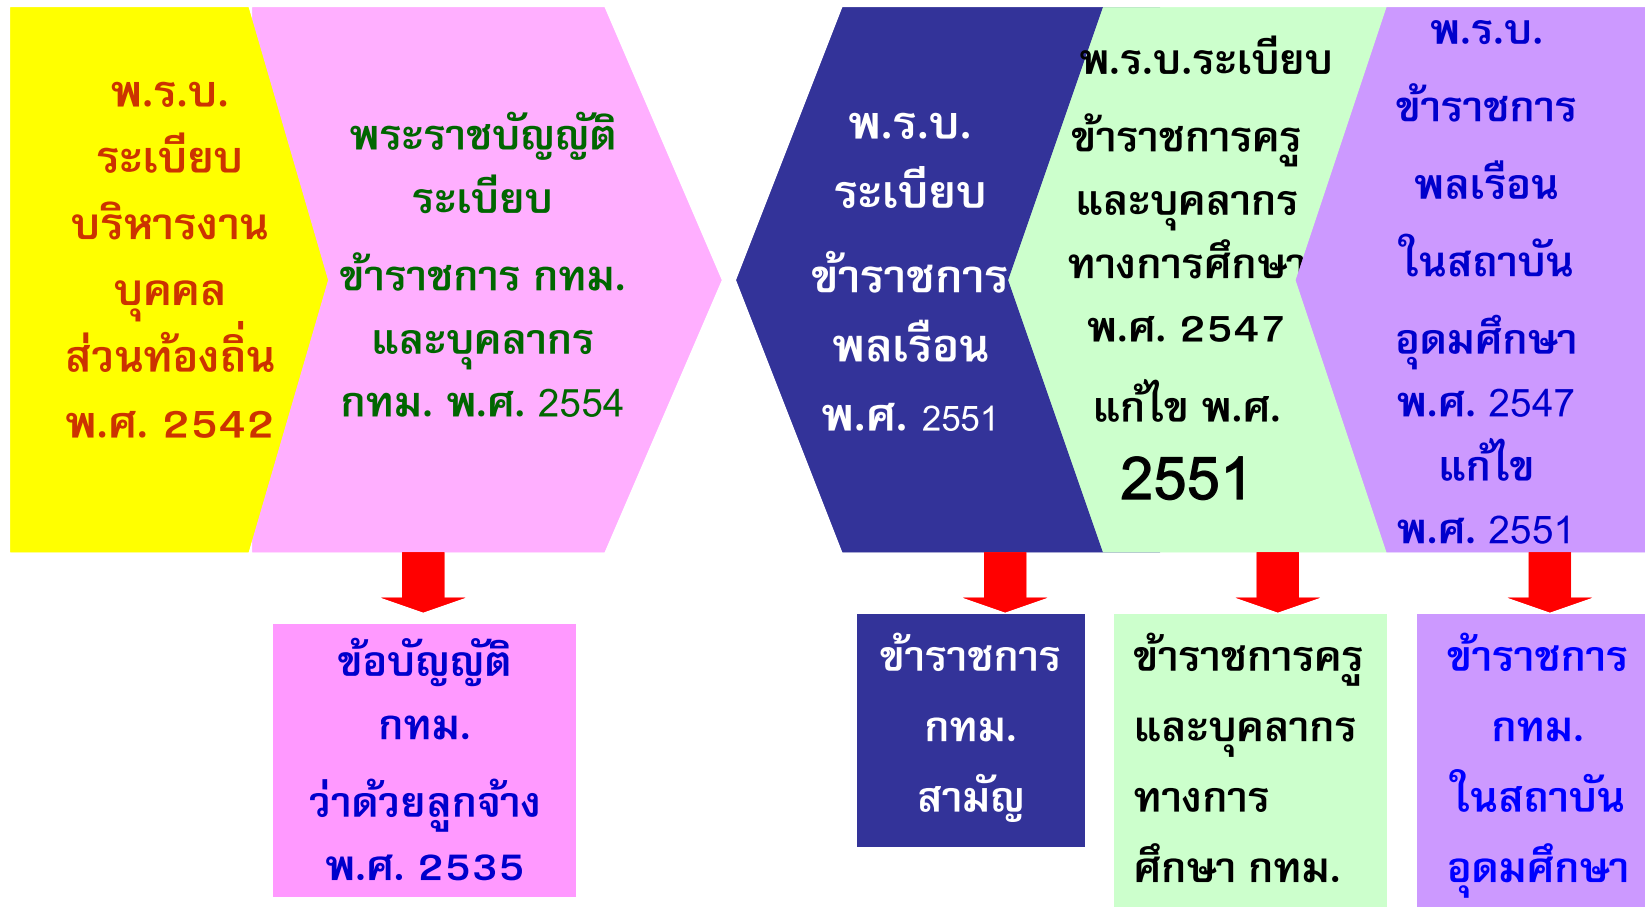 พ.ร.บ.
ระเบียบ
บริหารงาน
บุคคล
ส่วนท้องถิ่น
พ.ศ. 2542
พระราชบัญญัติ
ระเบียบ
ข้าราชการ กทม.
และบุคลากร
กทม. พ.ศ. 2554
พ.ร.บ.
ระเบียบ
ข้าราชการ
พลเรือน
พ.ศ. 2551
พ.ร.บ.ระเบียบ
ข้าราชการครู
และบุคลากร
ทางการศึกษา
พ.ศ. 2547
แก้ไข พ.ศ.
2551
พ.ร.บ.
ข้าราชการ
พลเรือน
ในสถาบัน
อุดมศึกษา
พ.ศ. 2547
แก้ไข
พ.ศ. 2551
ข้อบัญญัติ
กทม.
ว่าด้วยลูกจ้าง
พ.ศ. 2535
ข้าราชการ
กทม.
สามัญ
ข้าราชการครู
และบุคลากร
ทางการ
ศึกษา กทม.
ข้าราชการ
กทม.
ในสถาบัน
อุดมศึกษา